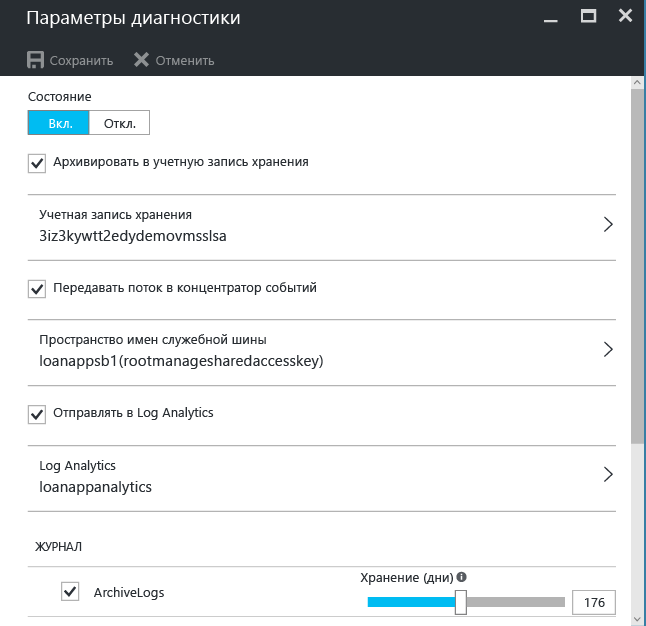 Параметры диагностики
Сохранить Отменить
Состояние
Вкл. Откл.
Архивировать в учетную запись хранения
Учетная запись хранения
3iz3kywtt2edydemovmsslsa
Передавать поток в концентратор событий
Пространство имен служебной шины
loanappsb1(rootmanagesharedaccesskey)
Отправлять в Log Analytics
Log Analytics
loanappanalytics
ЖУРНАЛ
Хранение (дни)
ArchiveLogs
176